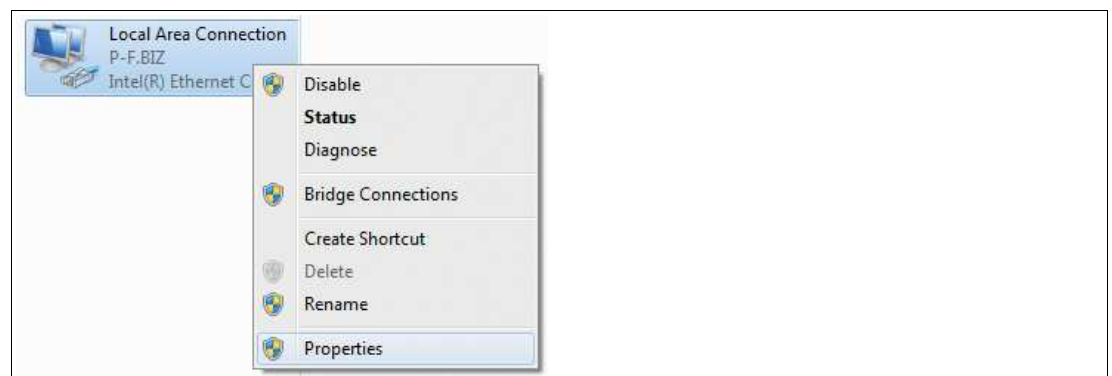 Local Area Connection
P-F.BIZ
Intel(R) Ethernet C
Disable
Status
Diagnose
Bridge Connections
Create Shortcut
Delete
Rename
Properties